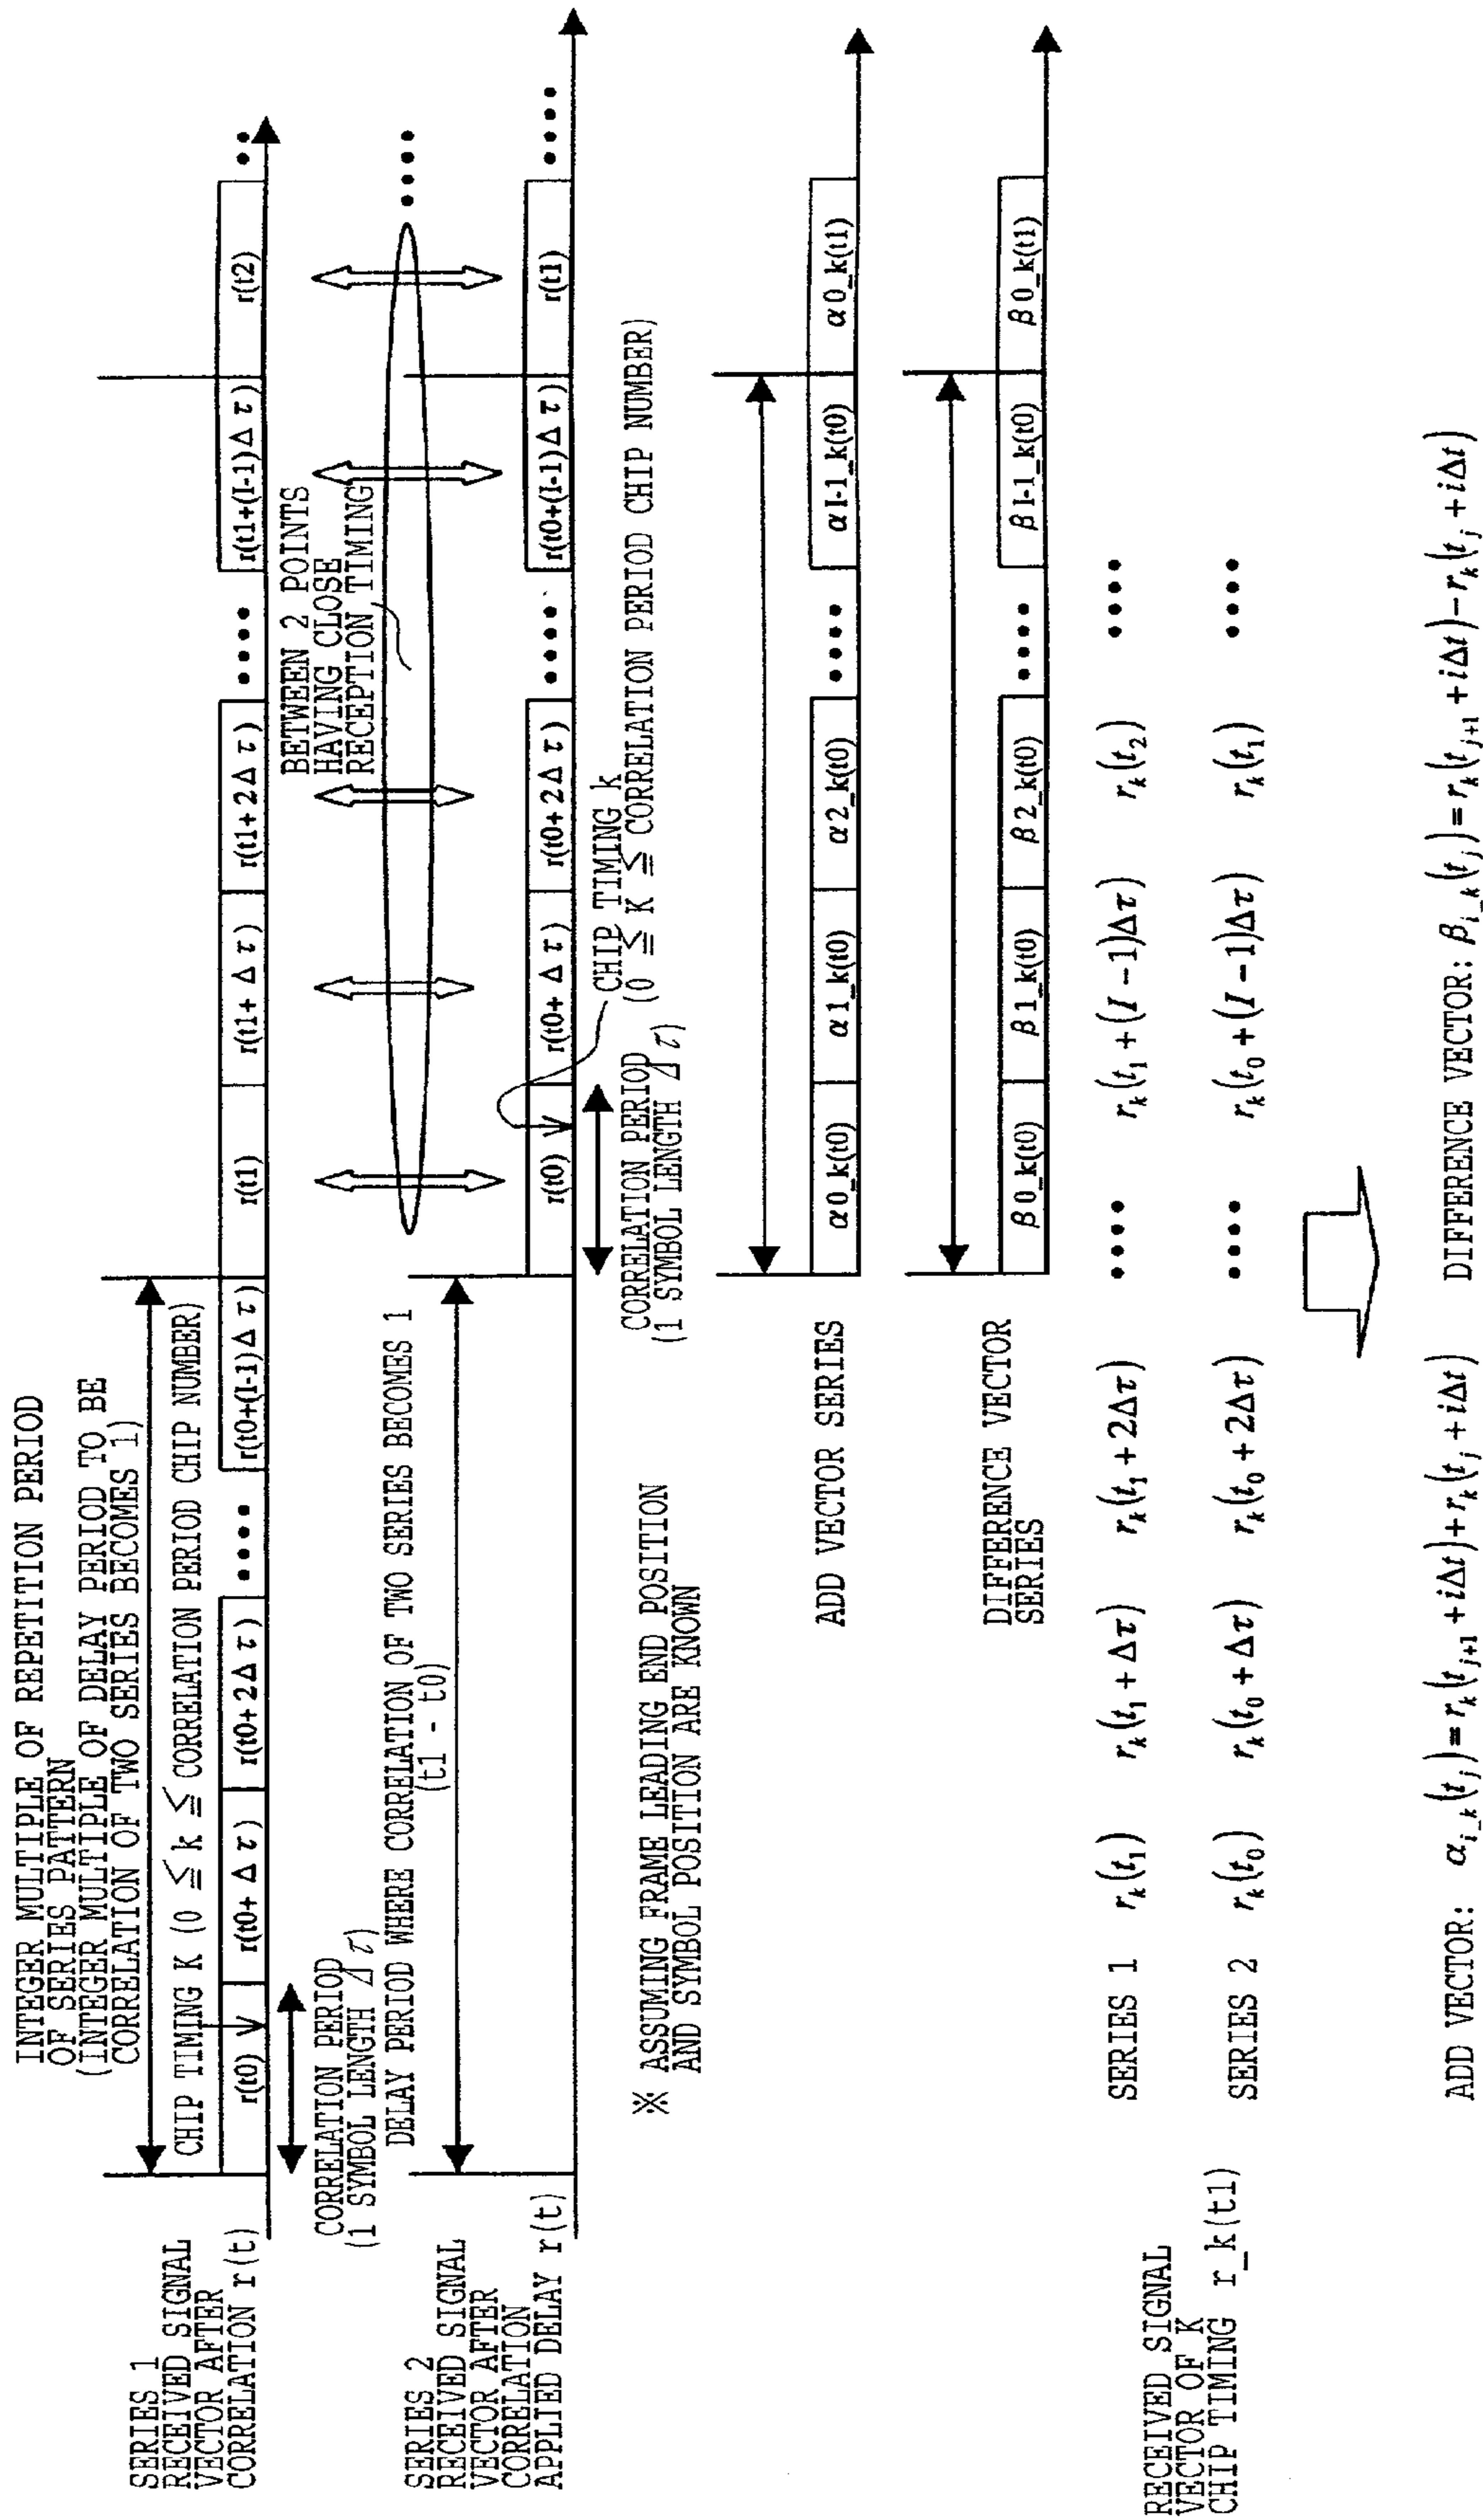 INTEGER MULTIPLE OF REPETITION PERIOD
OF SERIES PATTERN
(INTEGER MULTIPLE OF DELAY PERIOD TO BE
CORRELATION OF TWO SERIES BECOMES 1)
CHIP TIMING K (0 ≦ k ≦ CORRELATION PERIOD CHIP NUMBER)
SERIES 1
RECEIVED SIGNAL
VECTOR AFTER
CORRELATION r(t)
r(t0) r(t0+Δτ) r(t0+2Δτ) •••• r(t0+(I-1)Δτ) r(t1) r(t1+Δτ) r(t1+2Δτ) •••• r(t1+(I-1)Δτ) r(t2) ••
CORRELATION PERIOD
(1 SYMBOL LENGTH Δτ)
BETWEEN 2 POINTS
HAVING CLOSE
RECEPTION TIMING
••••
DELAY PERIOD WHERE CORRELATION OF TWO SERIES BECOMES 1
(t1 - t0)
SERIES 2
RECEIVED SIGNAL
VECTOR AFTER
CORRELATION
APPLIED DELAY r(t)
r(t0) r(t0+Δτ) r(t0+2Δτ) •••• r(t0+(I-1)Δτ) r(t1) ••••
CHIP TIMING k
(0 ≦ K ≦ CORRELATION PERIOD CHIP NUMBER)
CORRELATION PERIOD
(1 SYMBOL LENGTH Δτ)
※ ASSUMING FRAME LEADING END POSITION
AND SYMBOL POSITION ARE KNOWN
ADD VECTOR SERIES
α0_k(t0) α1_k(t0) α2_k(t0) •••• αI-1_k(t0) α0_k(t1)
DIFFERENCE VECTOR
SERIES
β0_k(t0) β1_k(t0) β2_k(t0) •••• βI-1_k(t0) β0_k(t1)
RECEIVED SIGNAL
VECTOR OF K
CHIP TIMING r_k(t1)
SERIES 1 r_k(t_1) r_k(t_1+Δτ) r_k(t_1+2Δτ) •••• r_k(t_1+(I-1)Δτ) r_k(t_2) ••••
SERIES 2 r_k(t_0) r_k(t_0+Δτ) r_k(t_0+2Δτ) •••• r_k(t_0+(I-1)Δτ) r_k(t_1) ••••
ADD VECTOR: α_{i_k}(t_j)=r_k(t_{j+1}+iΔt)+r_k(t_j+iΔt) DIFFERENCE VECTOR: β_{i_k}(t_j)=r_k(t_{j+1}+iΔt)-r_k(t_j+iΔt)